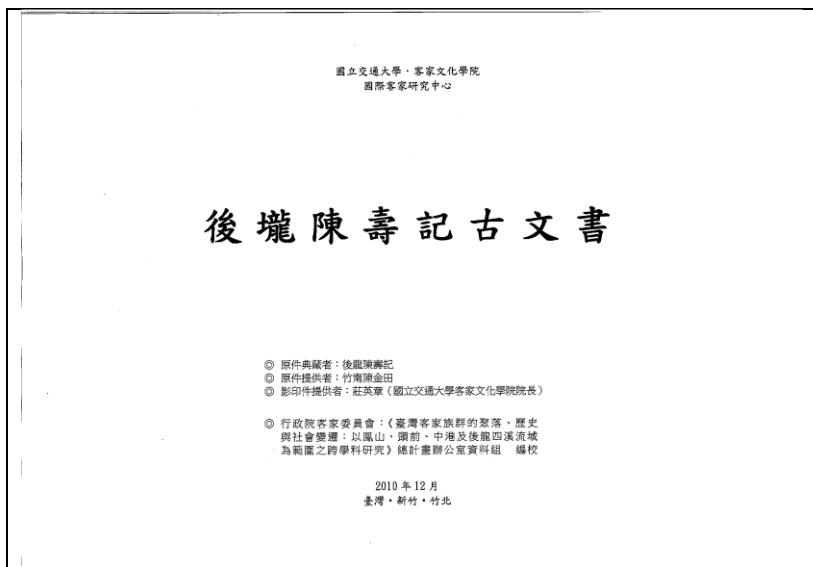 國立交通大學・客家文化學院
國際客家研究中心
後壠陳壽記古文書
◎ 原件典藏者：後龍陳壽記
◎ 原件提供者：竹南陳金田
◎ 影印件提供者：莊英章（國立交通大學客家文化學院院長）
◎ 行政院客家委員會：《臺灣客家族群的聚落、歷史
與社會變遷：以鳳山、頭前、中港及後龍四溪流域
為範圍之跨學科研究》總計畫辦公室資料組　編校
2010 年 12 月
臺灣・新竹・竹北